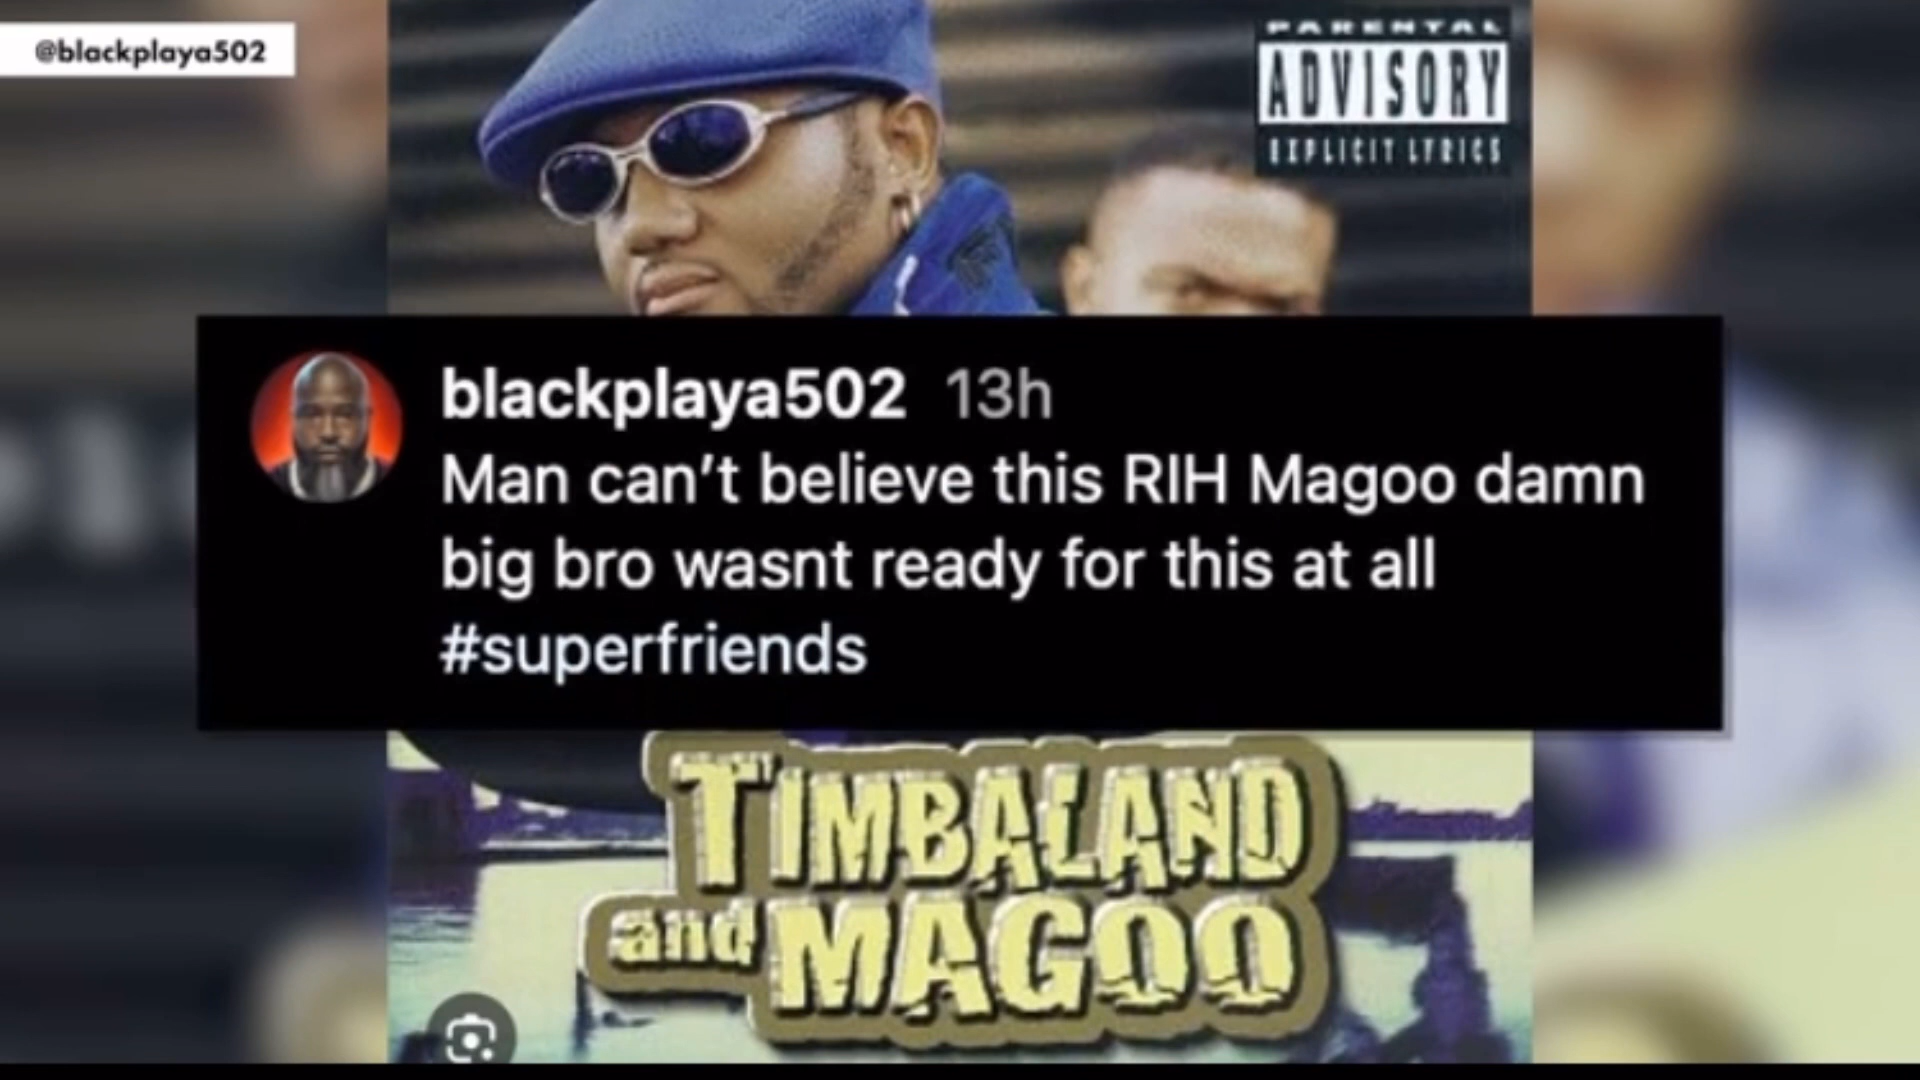 @blackplaya502
PARENTAL
ADVISORY
EXPLICIT LYRICS
blackplaya502 13h
Man can't believe this RIH Magoo damn
big bro wasnt ready for this at all
#superfriends
TIMBALAND
and MAGOO